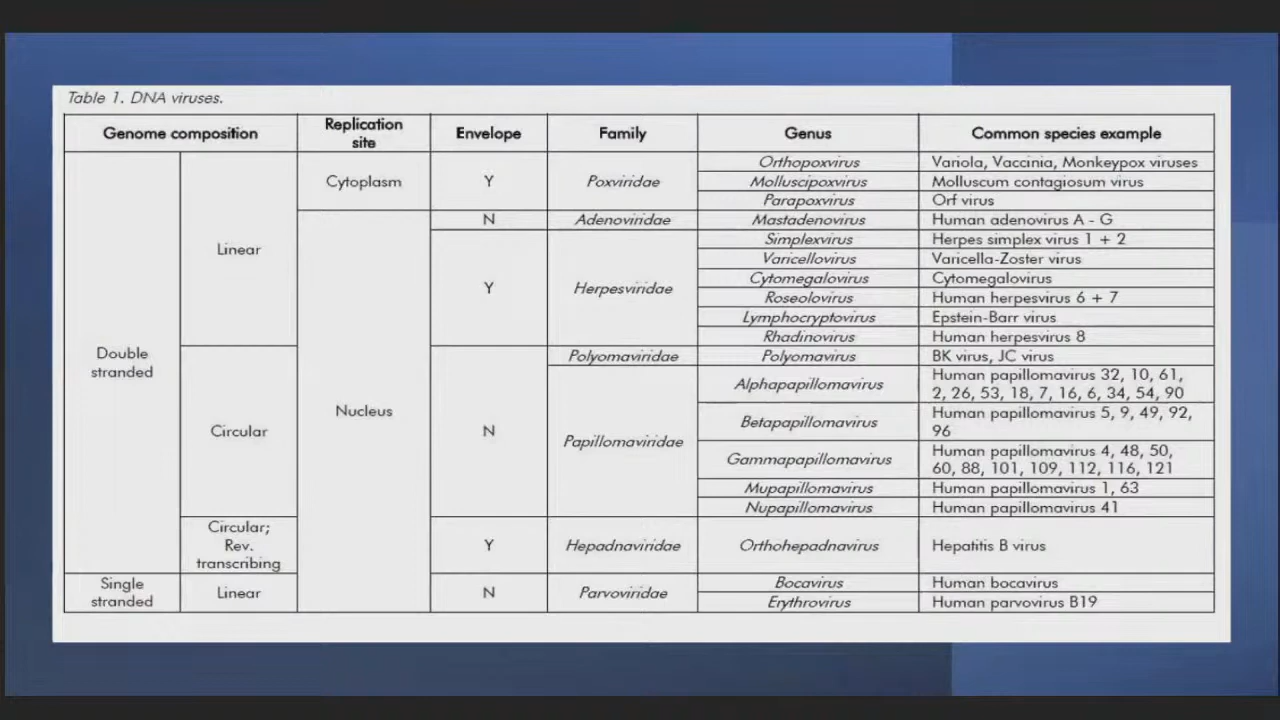 Table 1. DNA viruses.
Genome composition Replication site Envelope Family Genus Common species example
Double stranded Linear Cytoplasm Y Poxviridae Orthopoxvirus Variola, Vaccinia, Monkeypox viruses
Molluscipoxvirus Molluscum contagiosum virus
Parapoxvirus Orf virus
Nucleus N Adenoviridae Mastadenovirus Human adenovirus A - G
Y Herpesviridae Simplexvirus Herpes simplex virus 1 + 2
Varicellovirus Varicella-Zoster virus
Cytomegalovirus Cytomegalovirus
Roseolovirus Human herpesvirus 6 + 7
Lymphocryptovirus Epstein-Barr virus
Rhadinovirus Human herpesvirus 8
Circular N Polyomaviridae Polyomavirus BK virus, JC virus
Papillomaviridae Alphapapillomavirus Human papillomavirus 32, 10, 61,
2, 26, 53, 18, 7, 16, 6, 34, 54, 90
Betapapillomavirus Human papillomavirus 5, 9, 49, 92,
96
Gammapapillomavirus Human papillomavirus 4, 48, 50,
60, 88, 101, 109, 112, 116, 121
Mupapillomavirus Human papillomavirus 1, 63
Nupapillomavirus Human papillomavirus 41
Circular; Rev. transcribing Y Hepadnaviridae Orthohepadnavirus Hepatitis B virus
Single stranded Linear N Parvoviridae Bocavirus Human bocavirus
Erythrovirus Human parvovirus B19